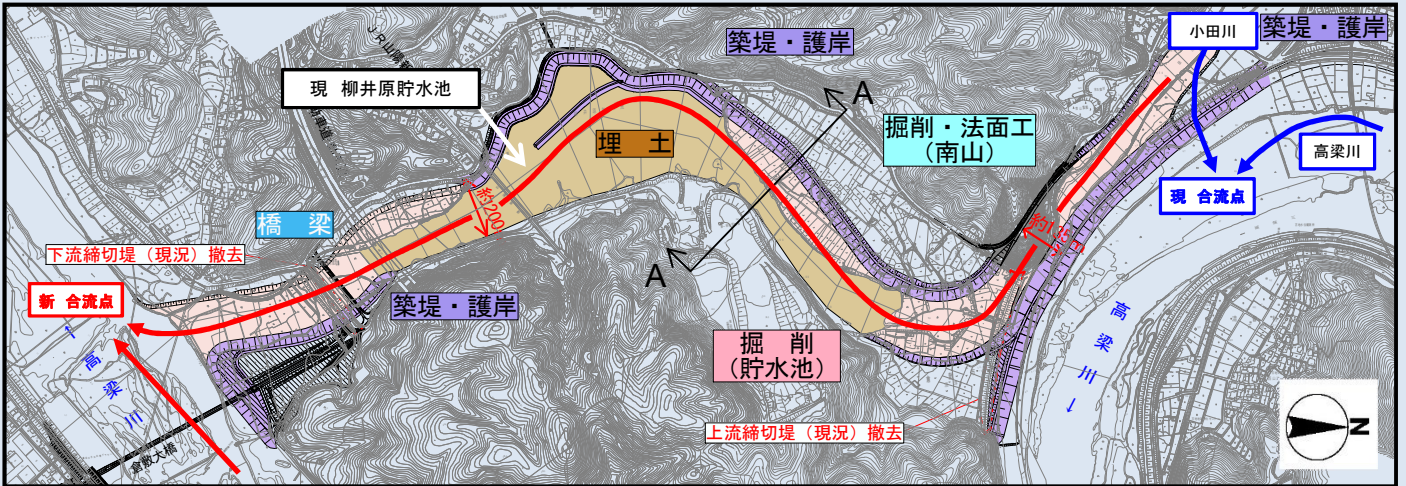 築堤・護岸
小田川
築堤・護岸
現 柳井原貯水池
A
掘削・法面工
(南山)
埋 土
高梁川
現 合流点
約200
橋 梁
A
下流締切堤（現況）撤去
新 合流点
築堤・護岸
掘 削
(貯水池)
高梁川
→
高梁川
→
上流締切堤（現況）撤去
倉敷大橋
N